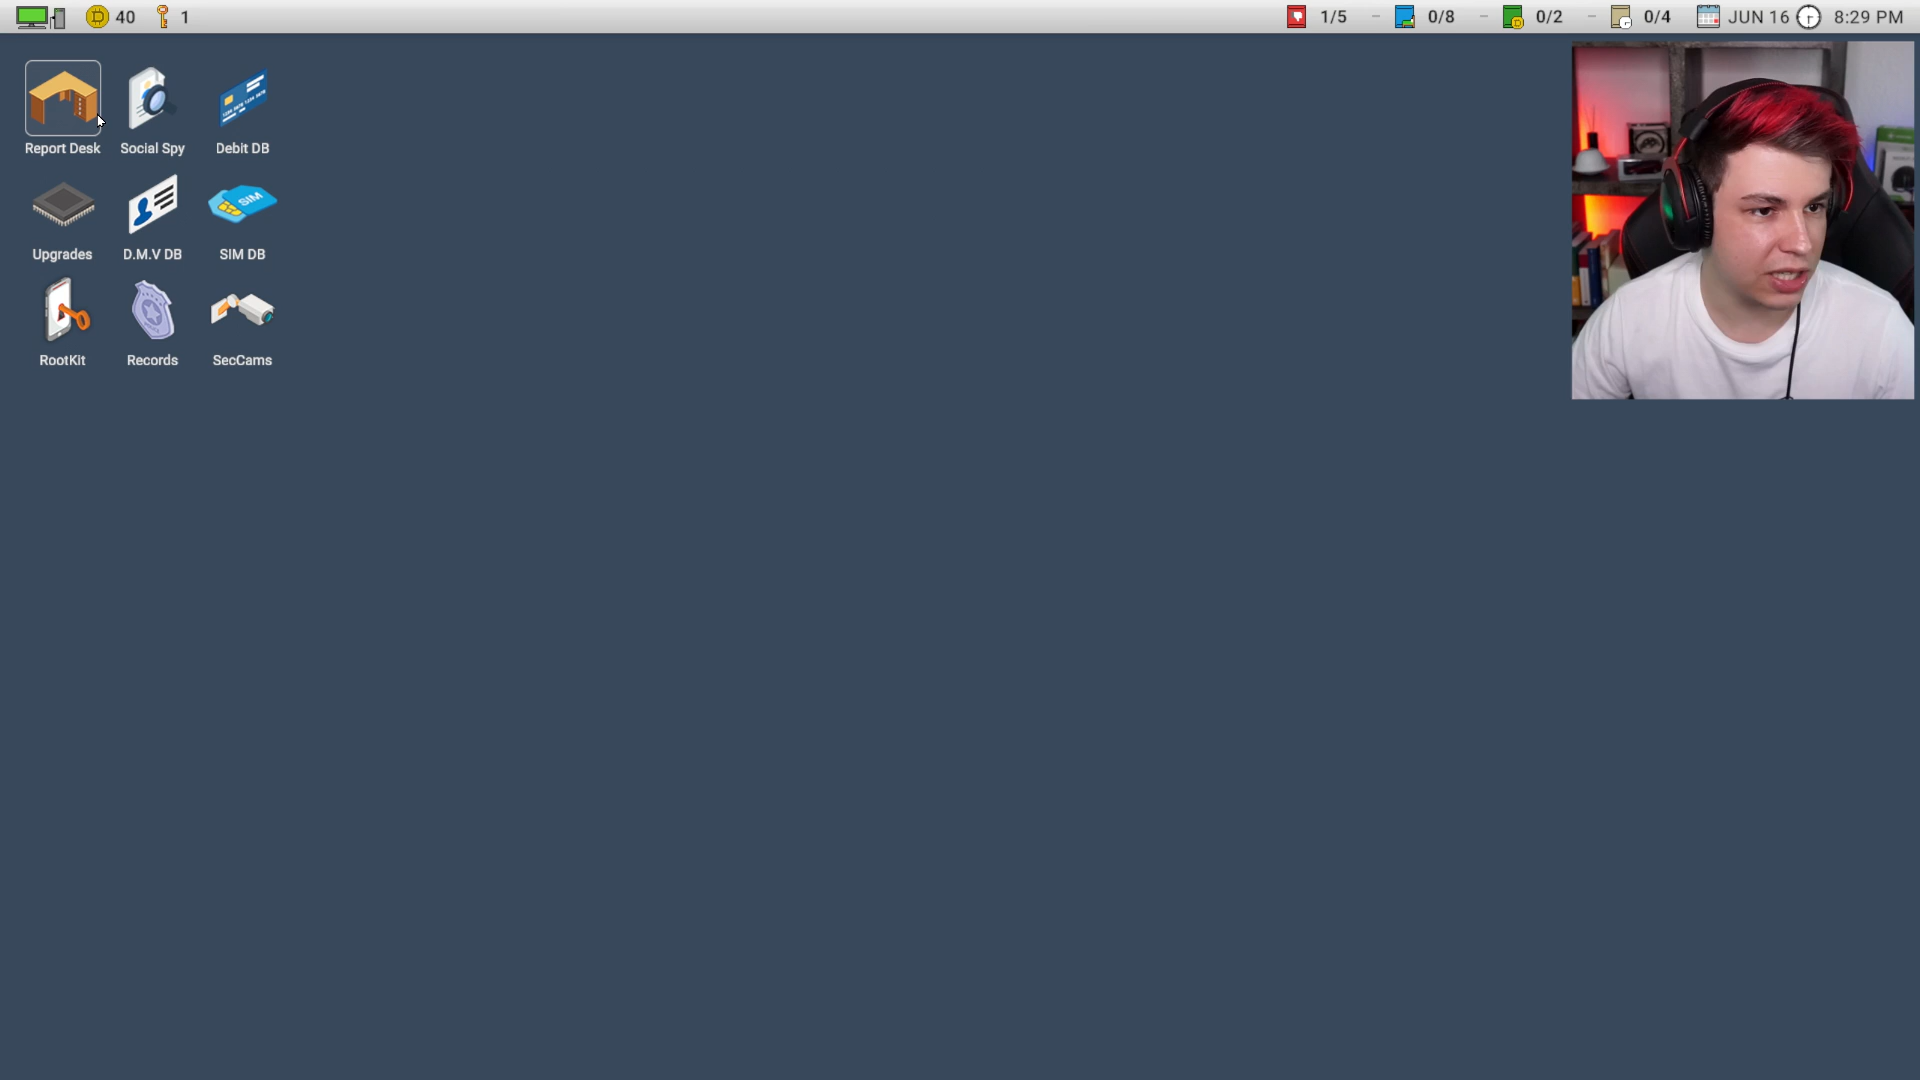 40 1 1/5 - 0/8 - 0/2 - 0/4 JUN 16 8:29 PM
Report Desk Social Spy Debit DB
Upgrades D.M.V DB SIM DB
SIM
RootKit Records SecCams